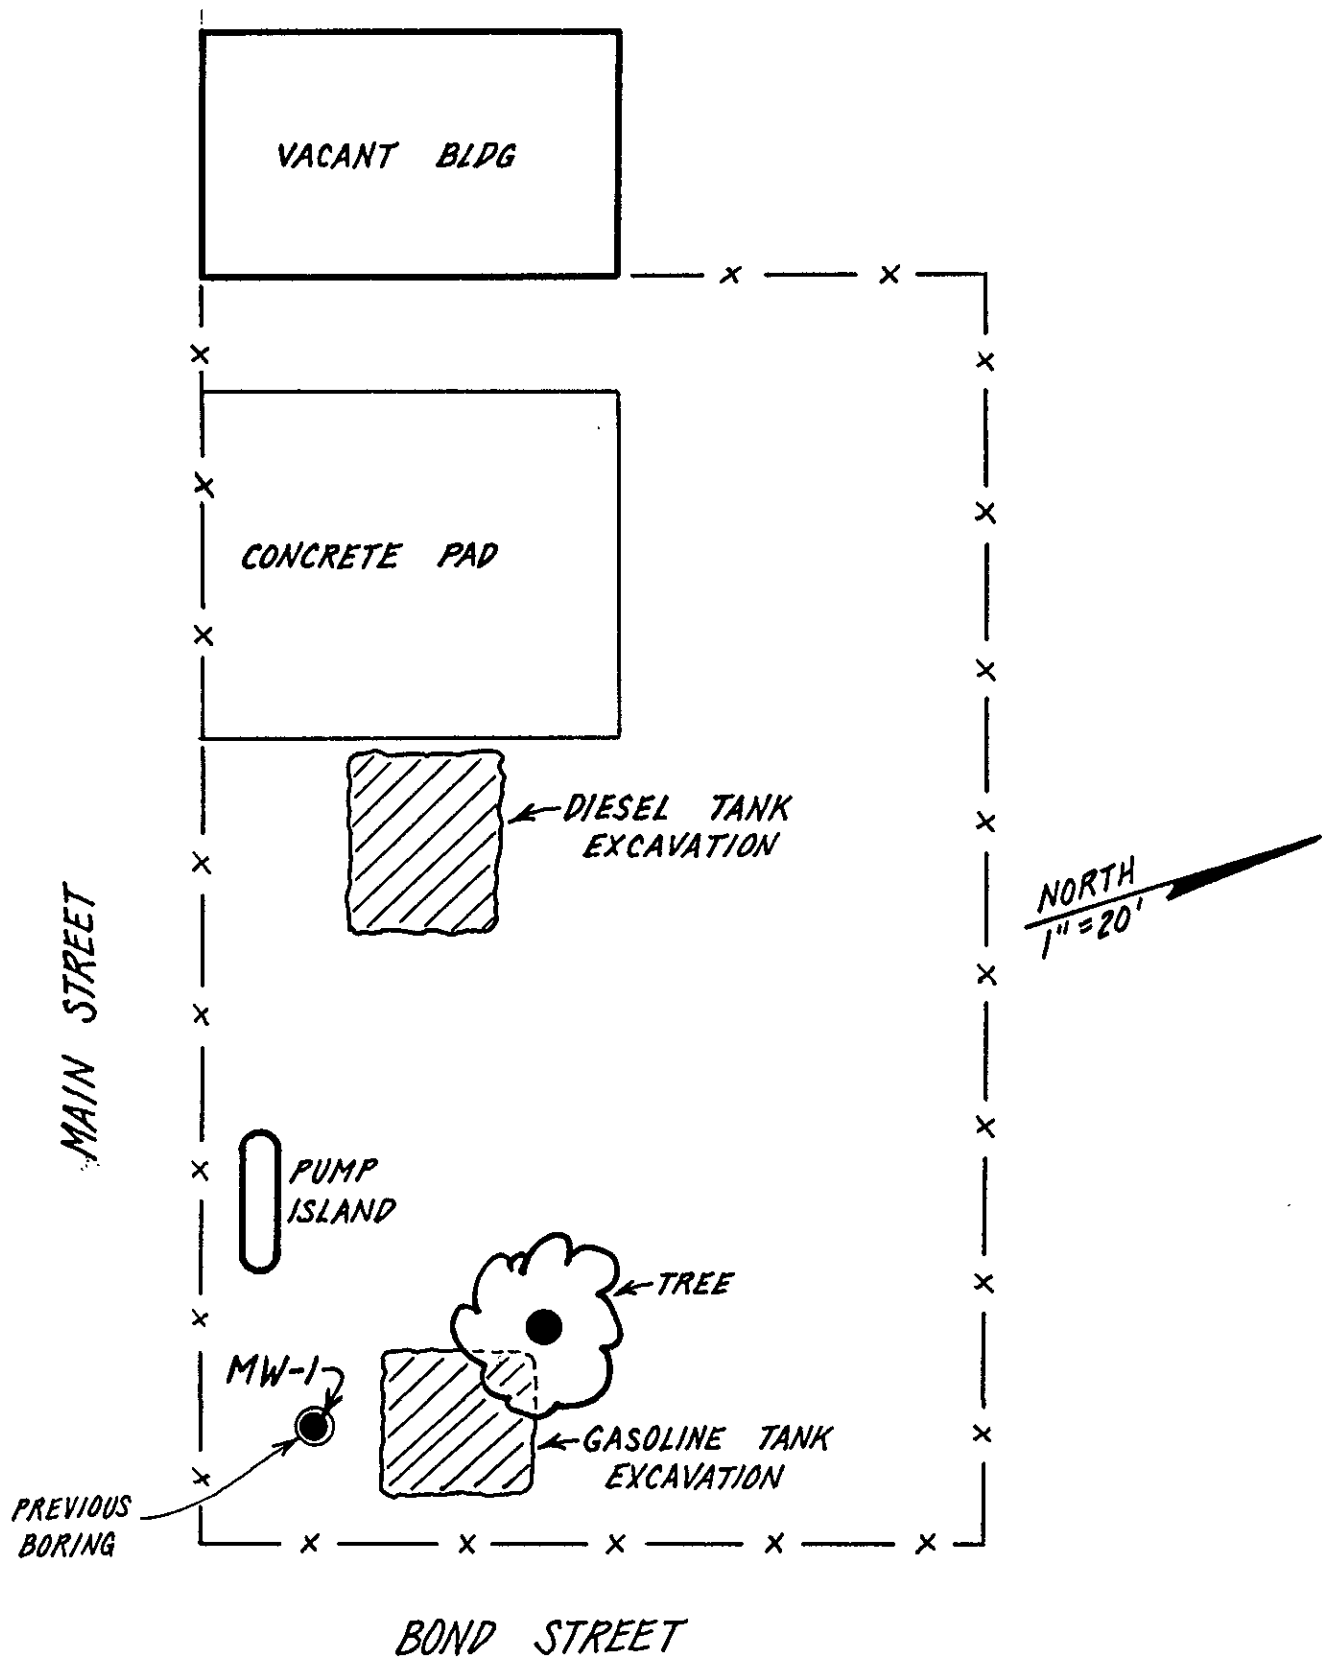 VACANT BLDG
CONCRETE PAD
DIESEL TANK
EXCAVATION
NORTH
1" = 20'
MAIN STREET
PUMP
ISLAND
TREE
MW-1
GASOLINE TANK
EXCAVATION
PREVIOUS
BORING
BOND STREET